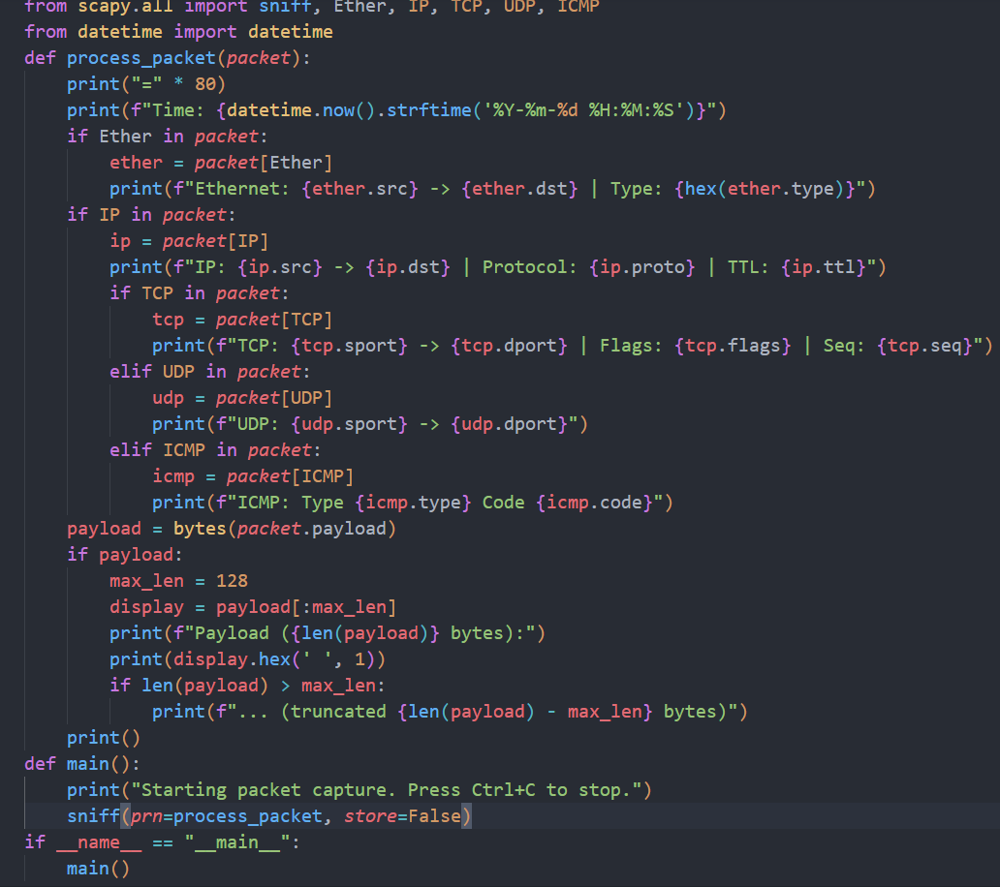 from scapy.all import sniff, Ether, IP, TCP, UDP, ICMP
from datetime import datetime
def process_packet(packet):
    print("=" * 80)
    print(f"Time: {datetime.now().strftime('%Y-%m-%d %H:%M:%S')}")
    if Ether in packet:
        ether = packet[Ether]
        print(f"Ethernet: {ether.src} -> {ether.dst} | Type: {hex(ether.type)}")
    if IP in packet:
        ip = packet[IP]
        print(f"IP: {ip.src} -> {ip.dst} | Protocol: {ip.proto} | TTL: {ip.ttl}")
        if TCP in packet:
            tcp = packet[TCP]
            print(f"TCP: {tcp.sport} -> {tcp.dport} | Flags: {tcp.flags} | Seq: {tcp.seq}")
        elif UDP in packet:
            udp = packet[UDP]
            print(f"UDP: {udp.sport} -> {udp.dport}")
        elif ICMP in packet:
            icmp = packet[ICMP]
            print(f"ICMP: Type {icmp.type} Code {icmp.code}")
    payload = bytes(packet.payload)
    if payload:
        max_len = 128
        display = payload[:max_len]
        print(f"Payload ({len(payload)} bytes):")
        print(display.hex(' ', 1))
        if len(payload) > max_len:
            print(f"... (truncated {len(payload) - max_len} bytes)")
    print()
def main():
    print("Starting packet capture. Press Ctrl+C to stop.")
    sniff(prn=process_packet, store=False)
if __name__ == "__main__":
    main()